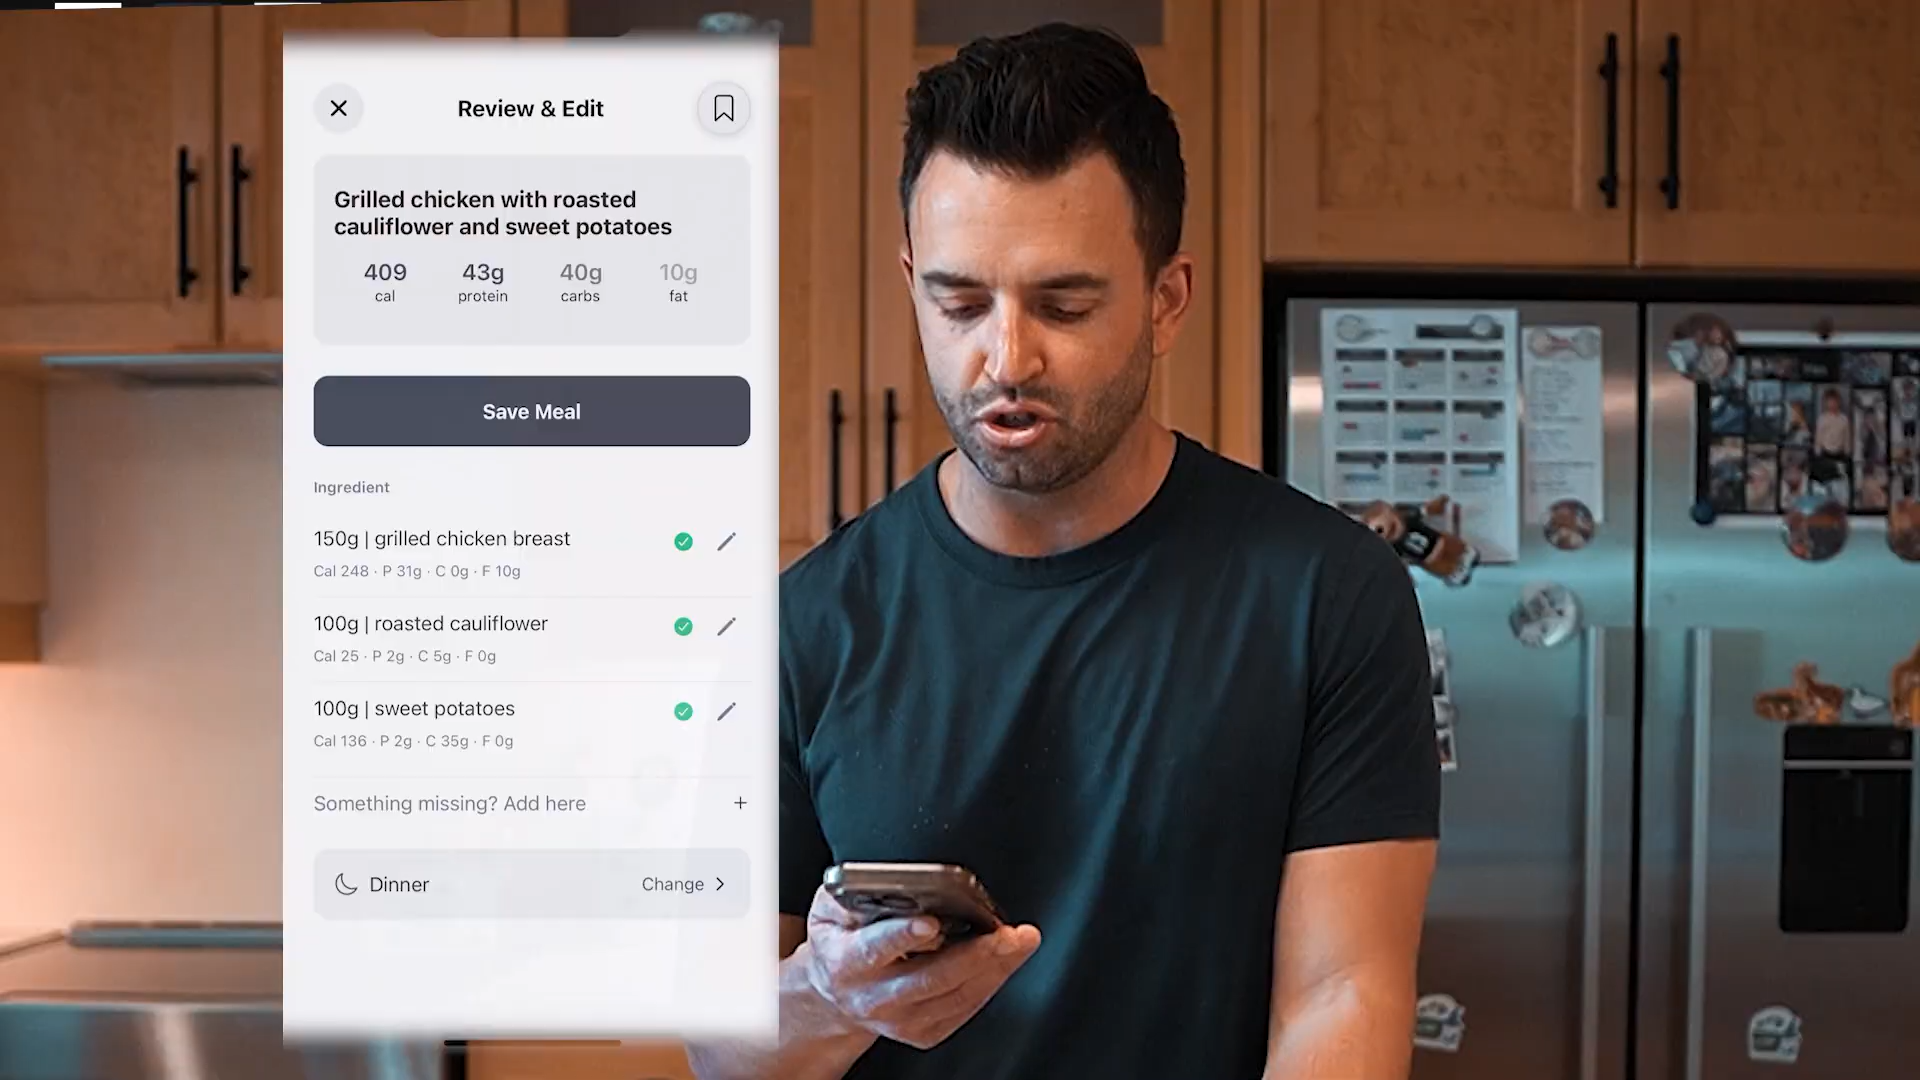 Review & Edit
Grilled chicken with roasted
cauliflower and sweet potatoes
409 43g 40g 10g
cal protein carbs fat
Save Meal
Ingredient
150g | grilled chicken breast
Cal 248 · P 31g · C 0g · F 10g
100g | roasted cauliflower
Cal 25 · P 2g · C 5g · F 0g
100g | sweet potatoes
Cal 136 · P 2g · C 35g · F 0g
Something missing? Add here +
Dinner Change